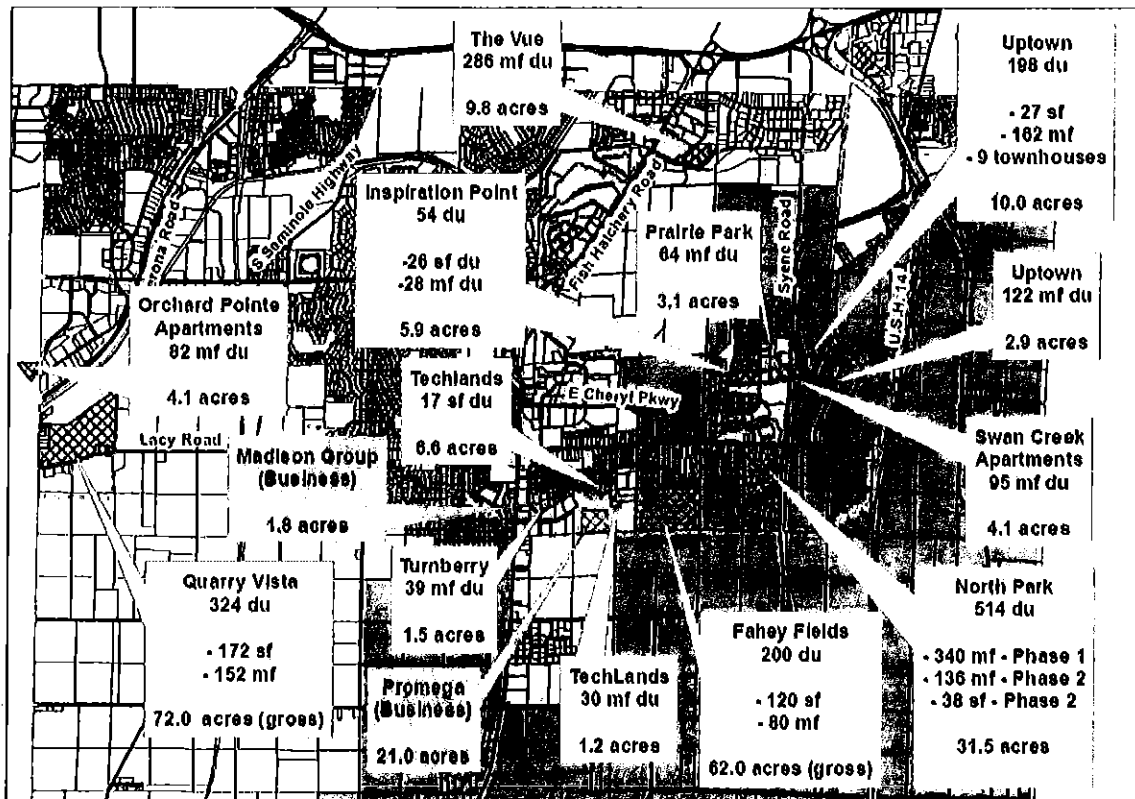 The Vue
286 mf du
9.8 acres
Uptown
198 du
- 27 sf
- 162 mf
- 9 townhouses
10.0 acres
S Seminole Highway
Inspiration Point
54 du
-26 sf du
-28 mf du
5.9 acres
Fish Hatchery Road
Prairie Park
64 mf du
3.1 acres
Syene Road
U.S.H. 14
Uptown
122 mf du
2.9 acres
Verona Road
Orchard Pointe
Apartments
82 mf du
4.1 acres
Techlands
17 sf du
6.6 acres
E Cheryl Pkwy
Swan Creek
Apartments
95 mf du
4.1 acres
Lacy Road
Madison Group
(Business)
1.8 acres
Quarry Vista
324 du
- 172 sf
- 152 mf
72.0 acres (gross)
Turnberry
39 mf du
1.5 acres
Promega
(Business)
21.0 acres
TechLands
30 mf du
1.2 acres
Fahey Fields
200 du
- 120 sf
- 80 mf
62.0 acres (gross)
North Park
514 du
- 340 mf - Phase 1
- 136 mf - Phase 2
- 38 sf - Phase 2
31.5 acres